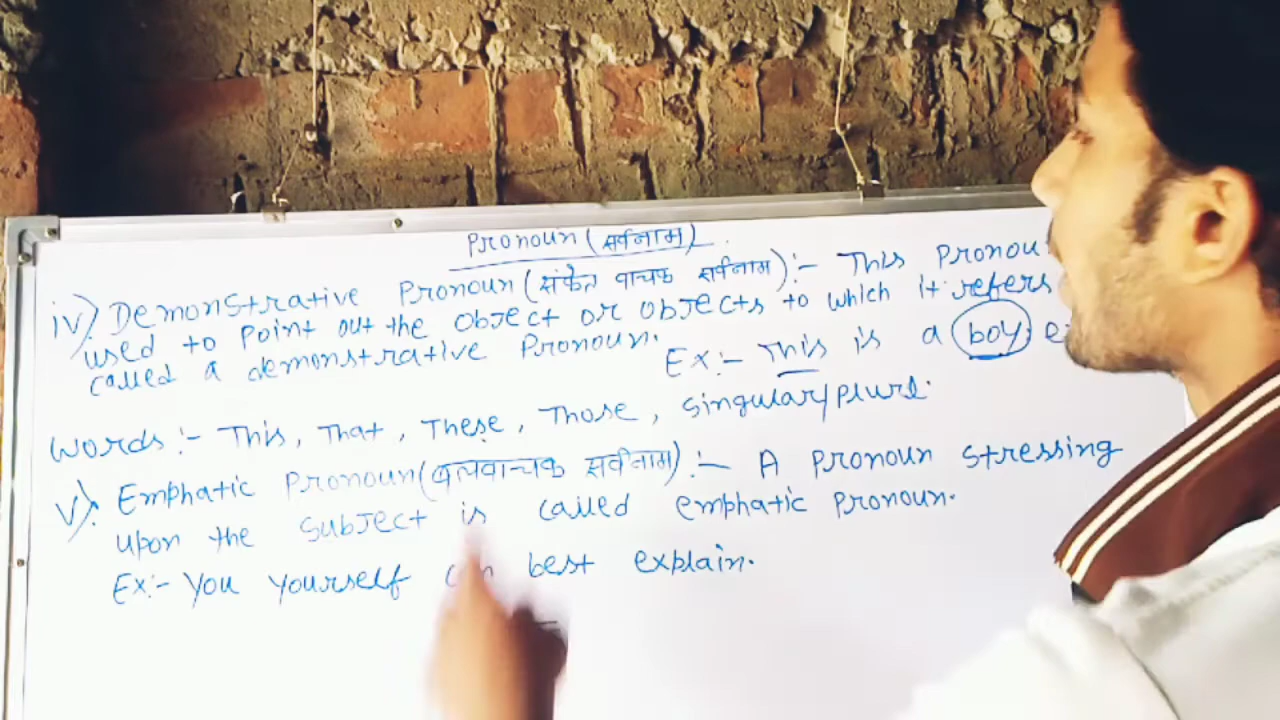 Pronoun (सर्वनाम)
iv) Demonstrative Pronoun (संकेत वाचक सर्वनाम) :- This Pronou
used to point out the object or objects to which it refers
called a demonstrative Pronoun.
Ex:- This is a boy
Words :- This, That, These, Those, Singular/plurl.
v) Emphatic Pronoun (बलवाचक सर्वनाम) :- A Pronoun stressing
upon the subject is called emphatic pronoun.
Ex:- You yourself can best explain.